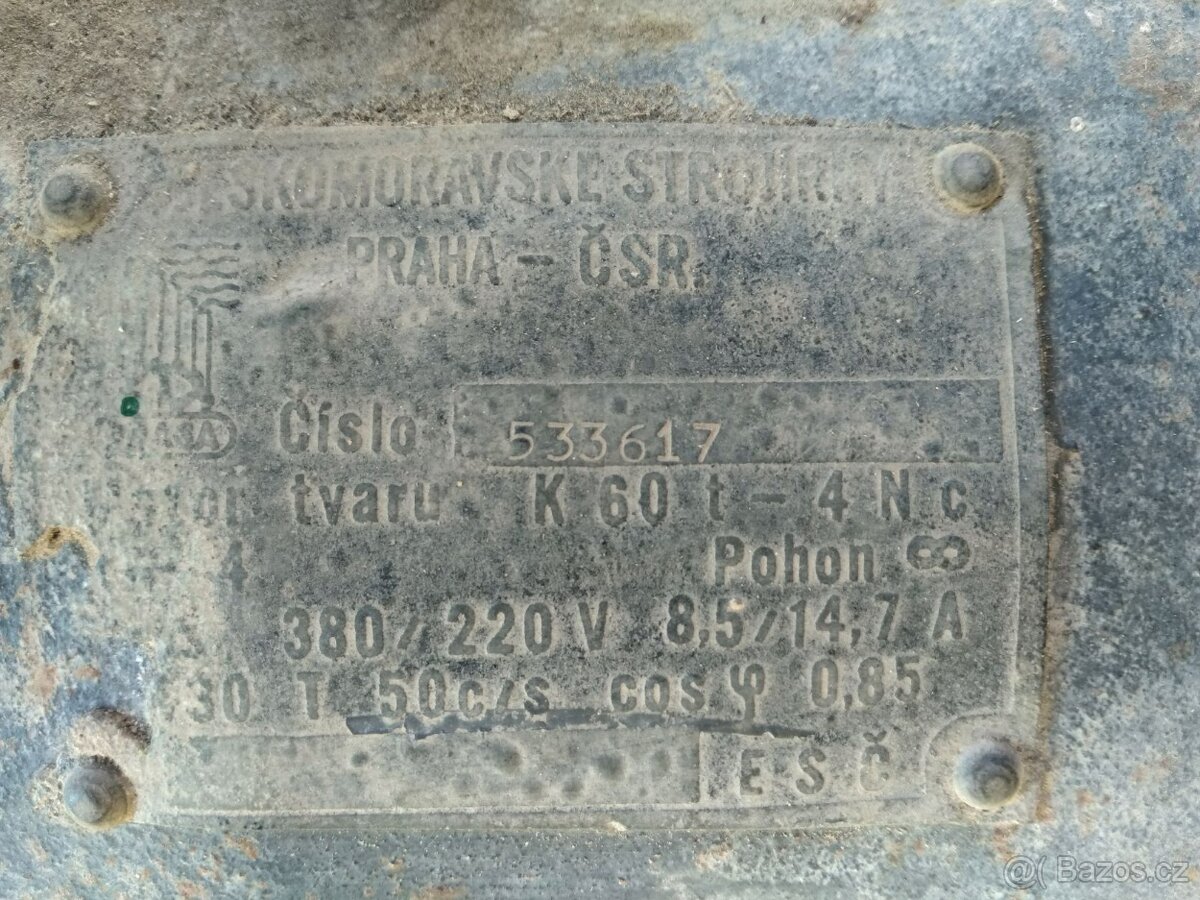 SKOMORAVSKÉ STROJÍRNY
PRAHA - ČSR.
Číslo 533617
tvaru K 60 t - 4 N c
4 Pohon ∞
380/220 V 8,5/14,7 A
30 T 50c/s cos φ 0,85
E S Č
@( Bazos.cz